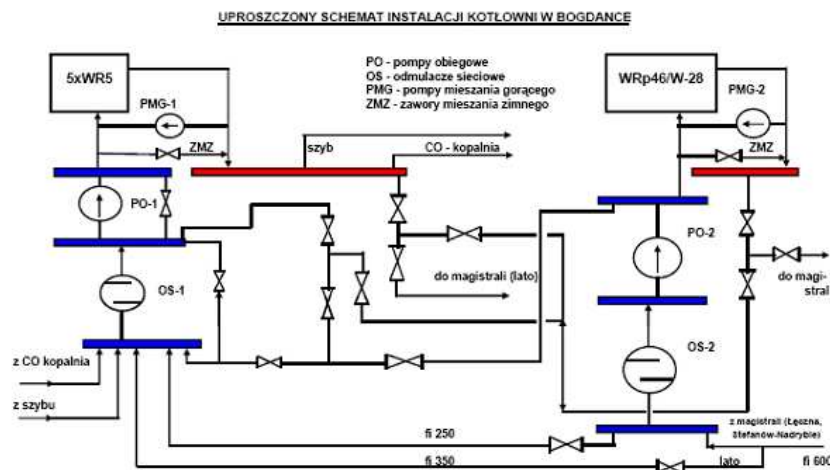 UPROSZCZONY SCHEMAT INSTALACJI KOTŁOWNI W BOGDANCE
5xWR5
PMG-1
ZMZ
PO - pompy obiegowe
OS - odmulacze sieciowe
PMG - pompy mieszania gorącego
ZMZ - zawory mieszania zimnego
WRp46/W-28
PMG-2
ZMZ
szyb
CO - kopalnia
PO-1
PO-2
do magistrali (lato)
do magi-
strali
OS-1
OS-2
z CO kopalnia
z szybu
z magistrali (Łęczna,
Stefanów-Nadrybie)
fi 250
fi 350
lato
fi 600